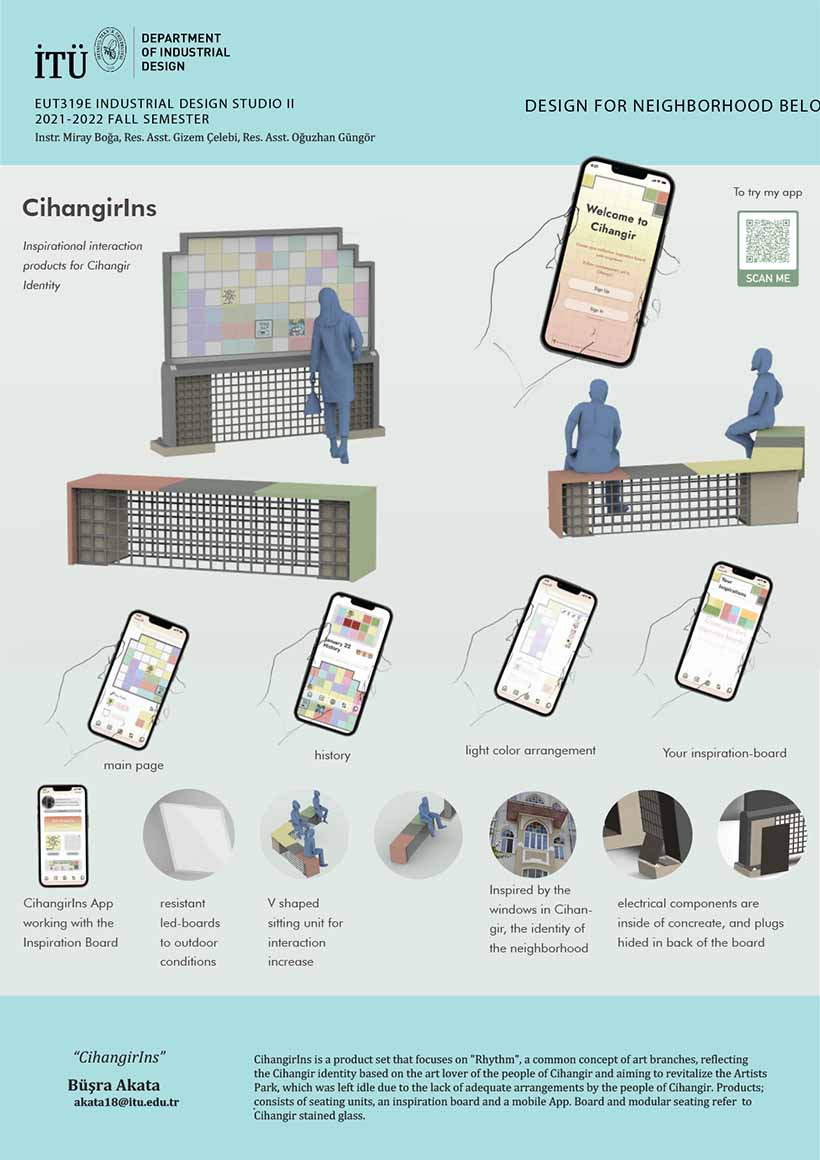 İTÜ
DEPARTMENT
OF INDUSTRIAL
DESIGN
EUT319E INDUSTRIAL DESIGN STUDIO II
2021-2022 FALL SEMESTER
Instr. Miray Boğa, Res. Asst. Gizem Çelebi, Res. Asst. Oğuzhan Güngör
DESIGN FOR NEIGHBORHOOD BELO
CihangirIns
Inspirational interaction
products for Cihangir
Identity
Welcome to
Cihangir
Sign Up
Sign In
To try my app
SCAN ME
main page
January 22
History
history
light color arrangement
Your
Inspirations
Your inspiration-board
CihangirIns App
working with the
Inspiration Board
resistant
led-boards
to outdoor
conditions
V shaped
sitting unit for
interaction
increase
Inspired by the
windows in Cihan-
gir, the identity of
the neighborhood
electrical components are
inside of concreate, and plugs
hided in back of the board
“CihangirIns”
Büşra Akata
akata18@itu.edu.tr
CihangirIns is a product set that focuses on "Rhythm", a common concept of art branches, reflecting
the Cihangir identity based on the art lover of the people of Cihangir and aiming to revitalize the Artists
Park, which was left idle due to the lack of adequate arrangements by the people of Cihangir. Products;
consists of seating units, an inspiration board and a mobile App. Board and modular seating refer to
Cihangir stained glass.